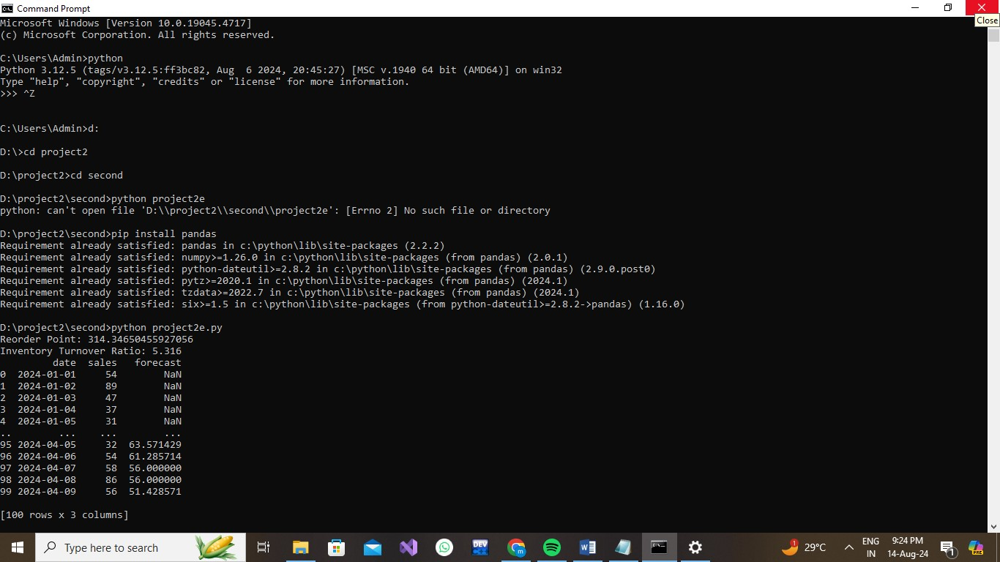 Command Prompt
Close
Microsoft Windows [Version 10.0.19045.4717]
(c) Microsoft Corporation. All rights reserved.
C:\Users\Admin>python
Python 3.12.5 (tags/v3.12.5:ff3bc82, Aug  6 2024, 20:45:27) [MSC v.1940 64 bit (AMD64)] on win32
Type "help", "copyright", "credits" or "license" for more information.
>>> ^Z
C:\Users\Admin>d:
D:\>cd project2
D:\project2>cd second
D:\project2\second>python project2e
python: can't open file 'D:\\project2\\second\\project2e': [Errno 2] No such file or directory
D:\project2\second>pip install pandas
Requirement already satisfied: pandas in c:\python\lib\site-packages (2.2.2)
Requirement already satisfied: numpy>=1.26.0 in c:\python\lib\site-packages (from pandas) (2.0.1)
Requirement already satisfied: python-dateutil>=2.8.2 in c:\python\lib\site-packages (from pandas) (2.9.0.post0)
Requirement already satisfied: pytz>=2020.1 in c:\python\lib\site-packages (from pandas) (2024.1)
Requirement already satisfied: tzdata>=2022.7 in c:\python\lib\site-packages (from pandas) (2024.1)
Requirement already satisfied: six>=1.5 in c:\python\lib\site-packages (from python-dateutil>=2.8.2->pandas) (1.16.0)
D:\project2\second>python project2e.py
Reorder Point: 314.34650455927056
Inventory Turnover Ratio: 5.316
         date  sales   forecast
0  2024-01-01     54        NaN
1  2024-01-02     89        NaN
2  2024-01-03     47        NaN
3  2024-01-04     37        NaN
4  2024-01-05     31        NaN
..        ...    ...        ...
95 2024-04-05     32  63.571429
96 2024-04-06     54  61.285714
97 2024-04-07     58  56.000000
98 2024-04-08     86  56.000000
99 2024-04-09     56  51.428571
[100 rows x 3 columns]
Type here to search
DEV
1
29°C
ENG
IN
9:24 PM
14-Aug-24
1
PRE